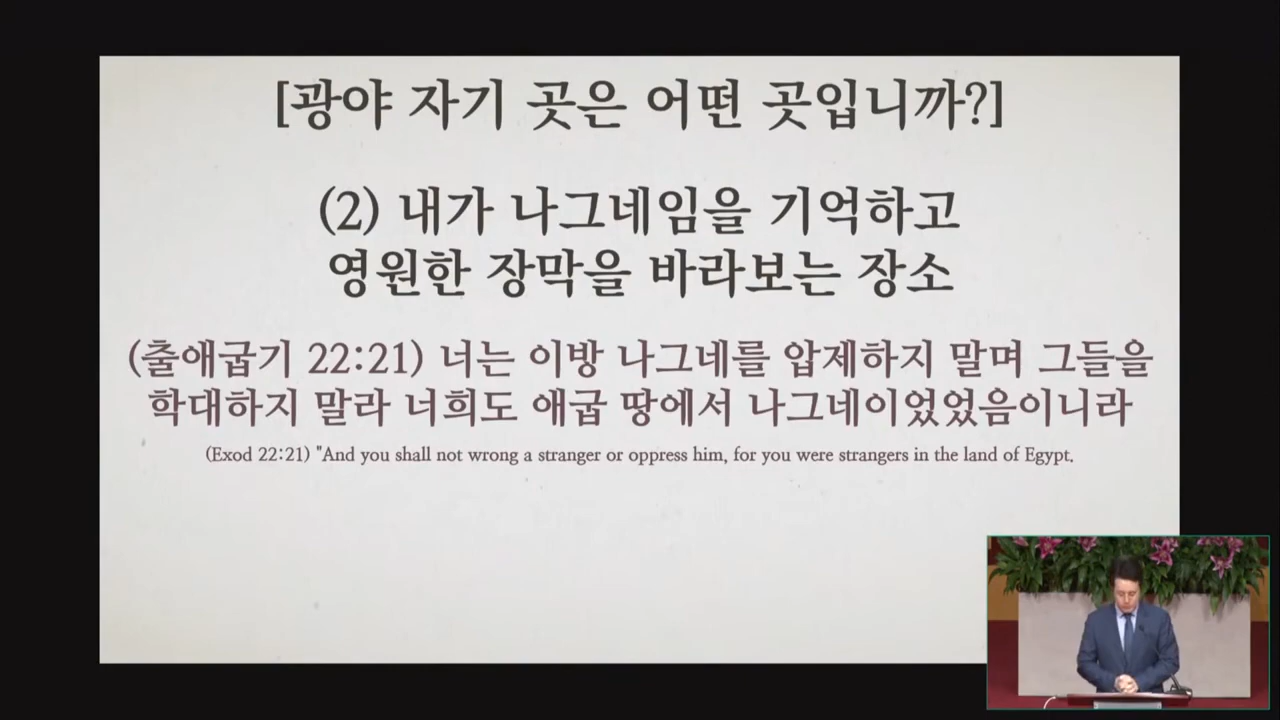 [광야 자기 곳은 어떤 곳입니까?]
(2) 내가 나그네임을 기억하고
영원한 장막을 바라보는 장소
(출애굽기 22:21) 너는 이방 나그네를 압제하지 말며 그들을
학대하지 말라 너희도 애굽 땅에서 나그네이었었음이니라
(Exod 22:21) "And you shall not wrong a stranger or oppress him, for you were strangers in the land of Egypt.